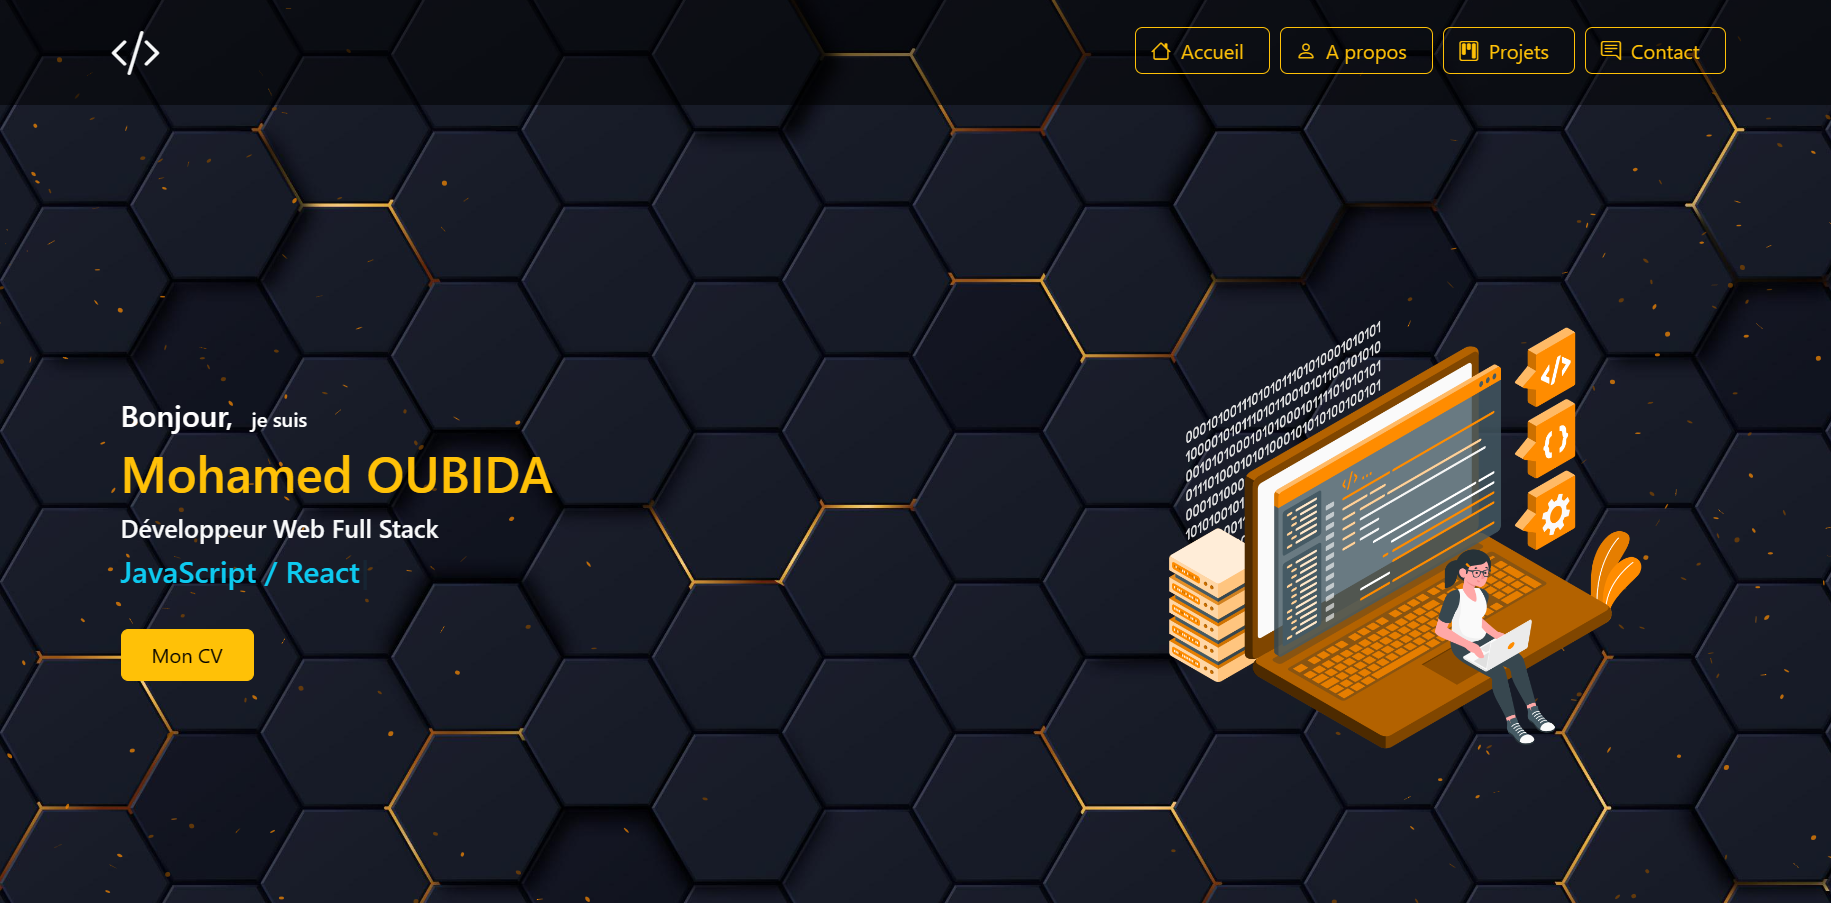 </>
Accueil
A propos
Projets
Contact
Bonjour, je suis
Mohamed OUBIDA
Développeur Web Full Stack
JavaScript / React
Mon CV